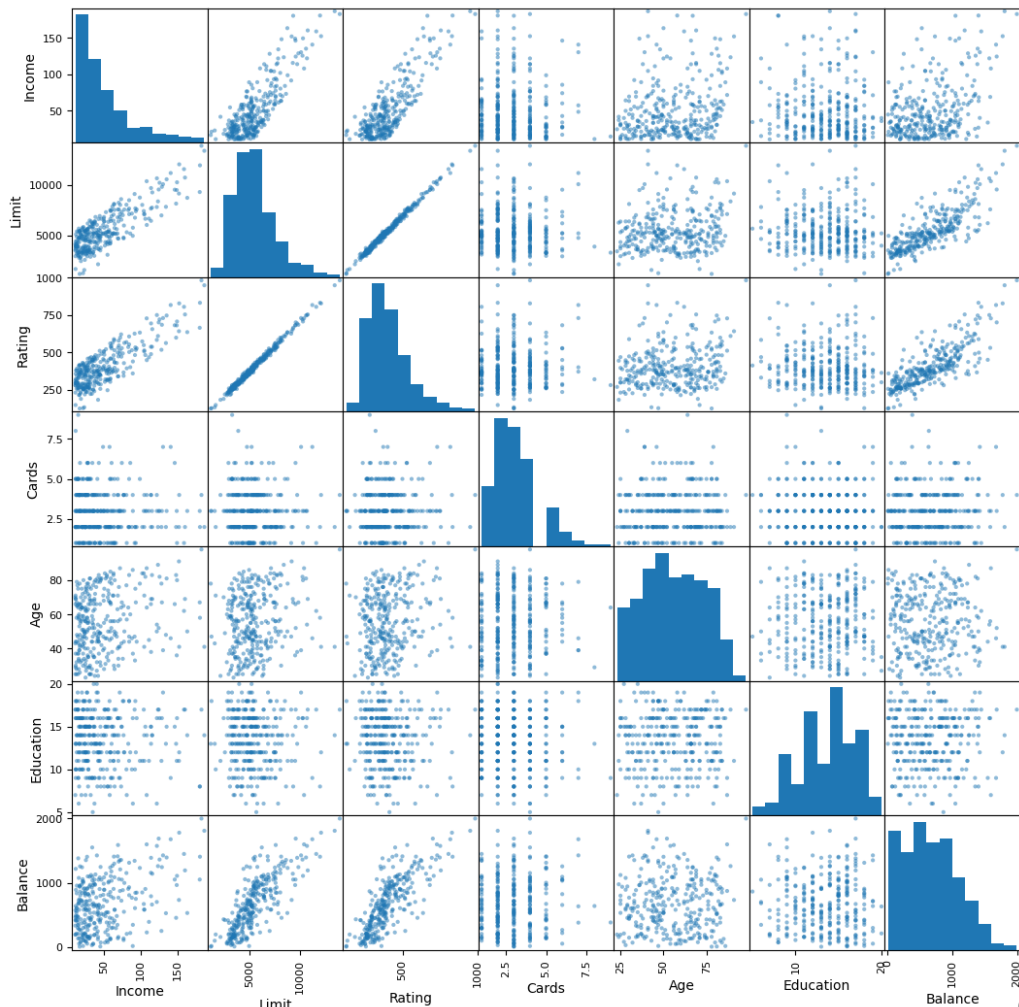 150
100
50
Income
10000
5000
1000
Limit
1000
750
500
250
Rating
7.5
5.0
2.5
Cards
80
60
40
Age
20
15
10
5
Education
2000
1000
0
Balance
50 100 150 5000 10000 500 1000 2.5 5.0 7.5 25 50 75 10 20 0 1000 2000
Income Limit Rating Cards Age Education Balance